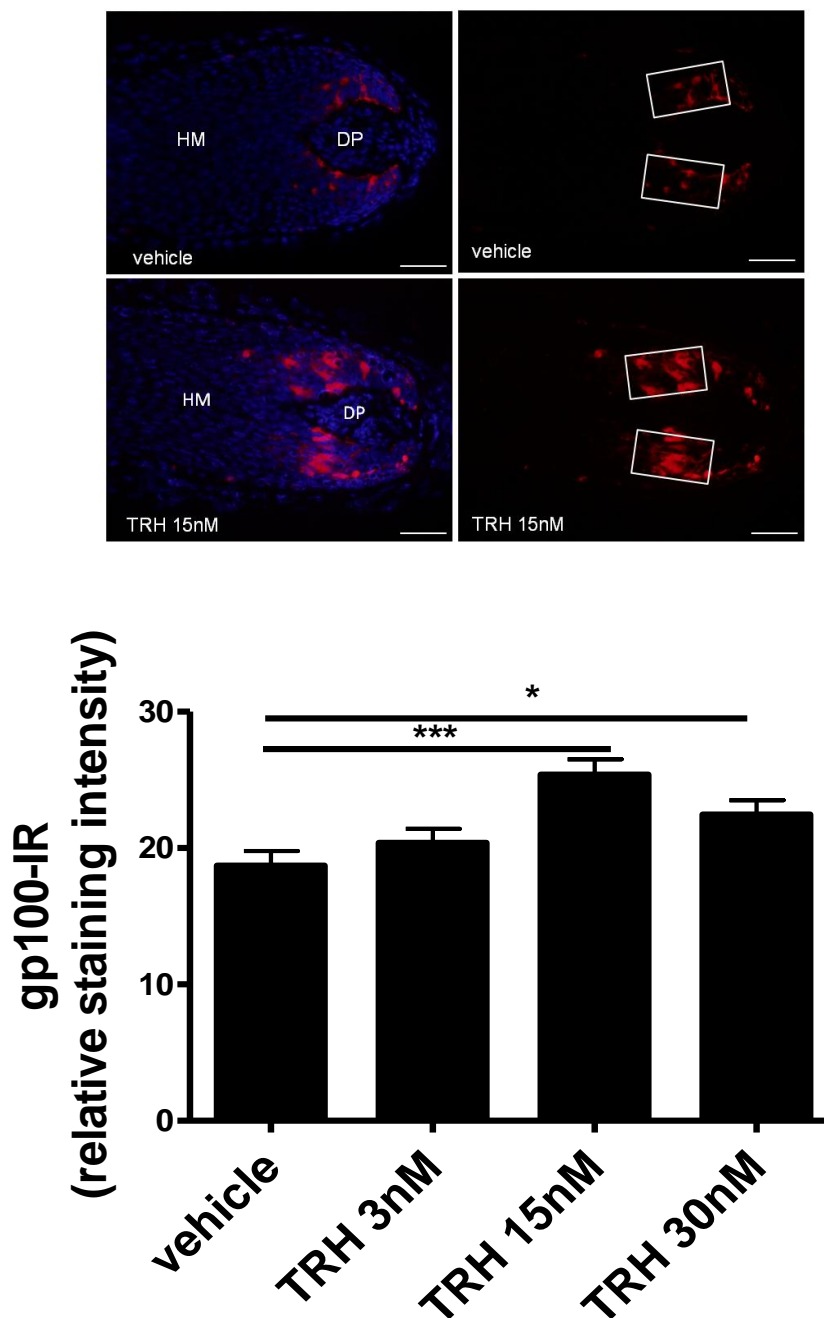 HM
DP
vehicle
vehicle
HM
DP
TRH 15nM
TRH 15nM
gp100-IR
(relative staining intensity)
30
20
10
0
*
***
vehicle
TRH 3nM
TRH 15nM
TRH 30nM